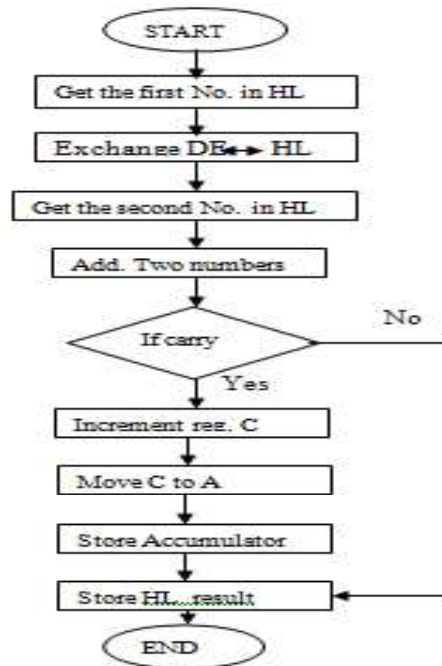 START
Get the first No. in HL
Exchange DE HL
Get the second No. in HL
Add. Two numbers
If carry
No
Yes
Increment reg. C
Move C to A
Store Accumulator
Store HL result
END